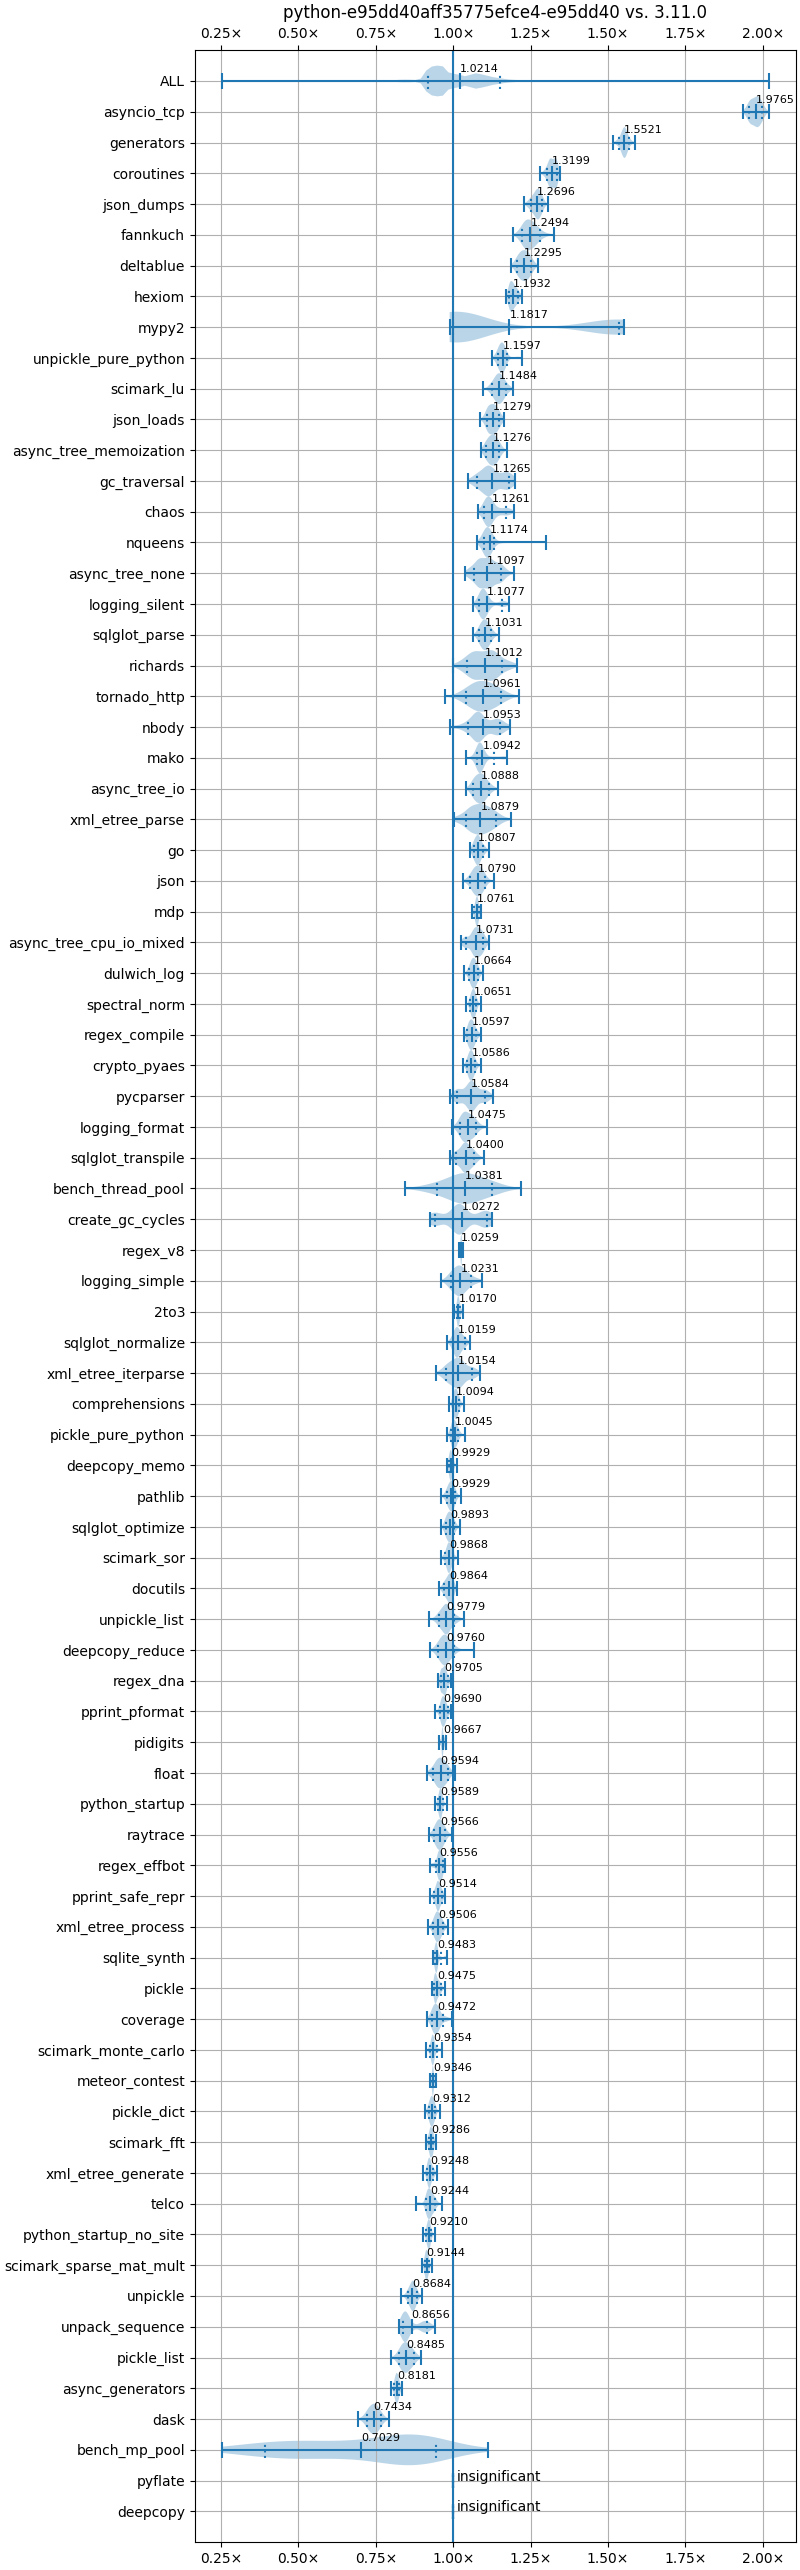 python-e95dd40aff35775efce4-e95dd40 vs. 3.11.0
0.25× 0.50× 0.75× 1.00× 1.25× 1.50× 1.75× 2.00×
ALL 1.0214
asyncio_tcp 1.9765
generators 1.5521
coroutines 1.3199
json_dumps 1.2696
fannkuch 1.2494
deltablue 1.2295
hexiom 1.1932
mypy2 1.1817
unpickle_pure_python 1.1597
scimark_lu 1.1484
json_loads 1.1279
async_tree_memoization 1.1276
gc_traversal 1.1265
chaos 1.1261
nqueens 1.1174
async_tree_none 1.1097
logging_silent 1.1077
sqlglot_parse 1.1031
richards 1.1012
tornado_http 1.0961
nbody 1.0953
mako 1.0942
async_tree_io 1.0888
xml_etree_parse 1.0879
go 1.0807
json 1.0790
mdp 1.0761
async_tree_cpu_io_mixed 1.0731
dulwich_log 1.0664
spectral_norm 1.0651
regex_compile 1.0597
crypto_pyaes 1.0586
pycparser 1.0584
logging_format 1.0475
sqlglot_transpile 1.0400
bench_thread_pool 1.0381
create_gc_cycles 1.0272
regex_v8 1.0259
logging_simple 1.0231
2to3 1.0170
sqlglot_normalize 1.0159
xml_etree_iterparse 1.0154
comprehensions 1.0094
pickle_pure_python 1.0045
deepcopy_memo 0.9929
pathlib 0.9929
sqlglot_optimize 0.9893
scimark_sor 0.9868
docutils 0.9864
unpickle_list 0.9779
deepcopy_reduce 0.9760
regex_dna 0.9705
pprint_pformat 0.9690
pidigits 0.9667
float 0.9594
python_startup 0.9589
raytrace 0.9566
regex_effbot 0.9556
pprint_safe_repr 0.9514
xml_etree_process 0.9506
sqlite_synth 0.9483
pickle 0.9475
coverage 0.9472
scimark_monte_carlo 0.9354
meteor_contest 0.9346
pickle_dict 0.9312
scimark_fft 0.9286
xml_etree_generate 0.9248
telco 0.9244
python_startup_no_site 0.9210
scimark_sparse_mat_mult 0.9144
unpickle 0.8684
unpack_sequence 0.8656
pickle_list 0.8485
async_generators 0.8181
dask 0.7434
bench_mp_pool 0.7029
pyflate insignificant
deepcopy insignificant
0.25× 0.50× 0.75× 1.00× 1.25× 1.50× 1.75× 2.00×